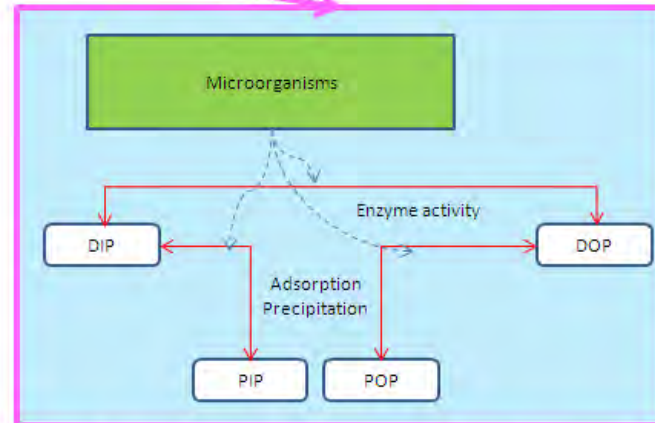 Microorganisms
Enzyme activity
DIP
DOP
Adsorption
Precipitation
PIP
POP